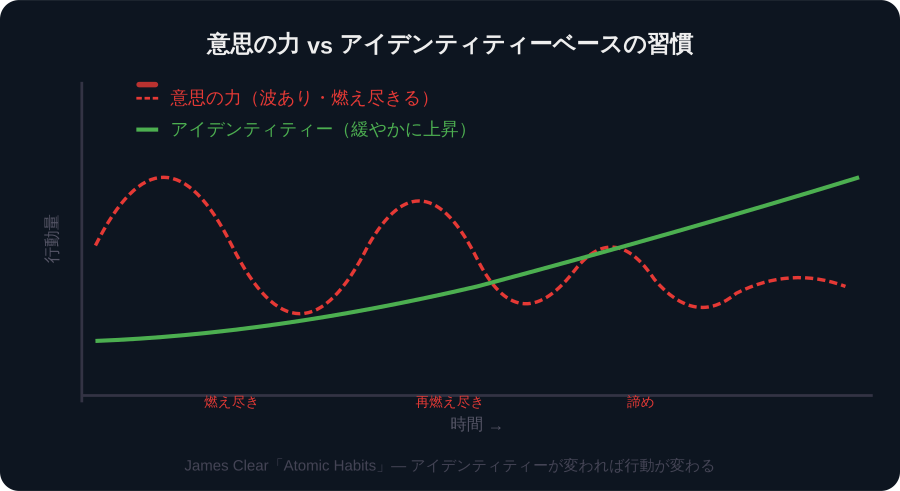 意思の力 vs アイデンティティーベースの習慣
意思の力（波あり・燃え尽きる）
アイデンティティー（緩やかに上昇）
行動量
燃え尽き
再燃え尽き
諦め
時間 →
James Clear「Atomic Habits」— アイデンティティーが変われば行動が変わる